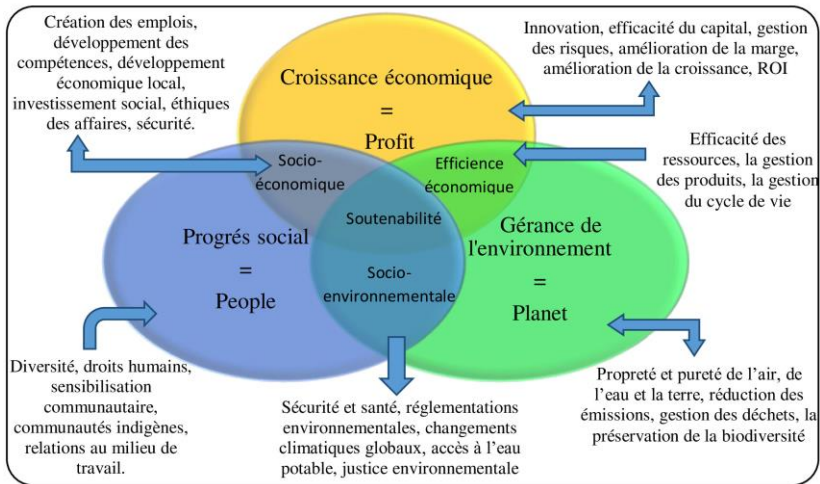 Création des emplois,
développement des
compétences, développement
économique local,
investissement social, éthiques
des affaires, sécurité.
Innovation, efficacité du capital, gestion
des risques, amélioration de la marge,
amélioration de la croissance, ROI
Croissance économique
=
Profit
Efficacité des
ressources, la gestion
des produits, la gestion
du cycle de vie
Socio-
économique
Efficience
économique
Soutenabilité
Progrés social
=
People
Gérance de
l'environnement
=
Planet
Socio-
environnementale
Diversité, droits humains,
sensibilisation
communautaire,
communautés indigènes,
relations au milieu de
travail.
Sécurité et santé, réglementations
environnementales, changements
climatiques globaux, accès à l'eau
potable, justice environnementale
Propreté et pureté de l'air, de
l'eau et la terre, réduction des
émissions, gestion des déchets, la
préservation de la biodiversité